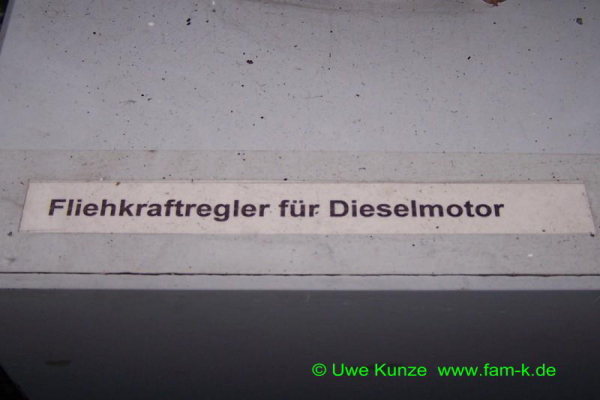 Fliehkraftregler für Dieselmotor
© Uwe Kunze www.fam-k.de